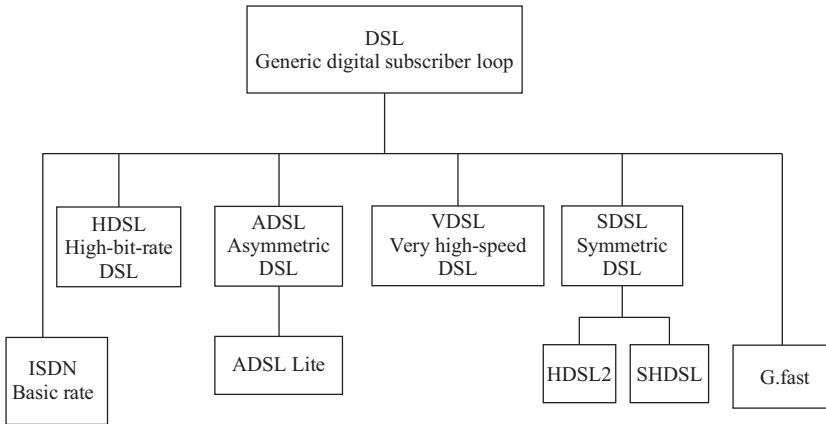 DSL
Generic digital subscriber loop
HDSL
High-bit-rate
DSL
ADSL
Asymmetric
DSL
VDSL
Very high-speed
DSL
SDSL
Symmetric
DSL
ISDN
Basic rate
ADSL Lite
HDSL2
SHDSL
G.fast